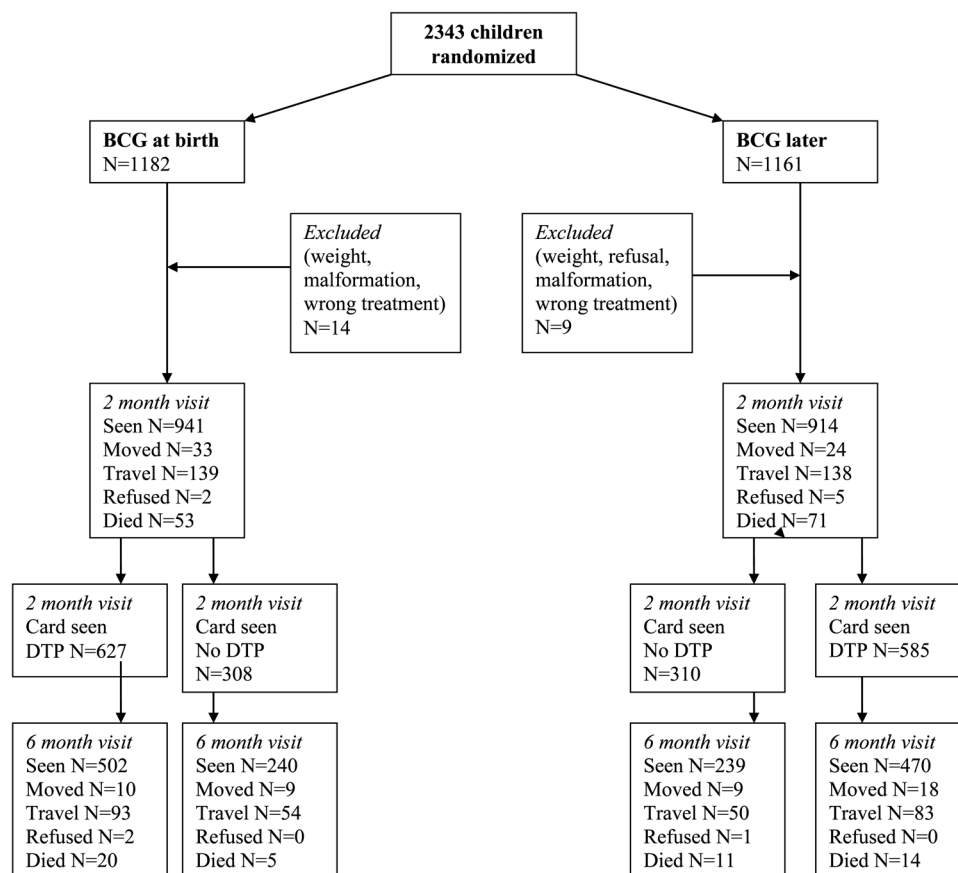 2343 children
randomized
BCG at birth
N=1182
BCG later
N=1161
Excluded
(weight,
malformation,
wrong treatment)
N=14
Excluded
(weight, refusal,
malformation,
wrong treatment)
N=9
2 month visit
Seen N=941
Moved N=33
Travel N=139
Refused N=2
Died N=53
2 month visit
Seen N=914
Moved N=24
Travel N=138
Refused N=5
Died N=71
2 month visit
Card seen
DTP N=627
2 month visit
Card seen
No DTP
N=308
2 month visit
Card seen
No DTP
N=310
2 month visit
Card seen
DTP N=585
6 month visit
Seen N=502
Moved N=10
Travel N=93
Refused N=2
Died N=20
6 month visit
Seen N=240
Moved N=9
Travel N=54
Refused N=0
Died N=5
6 month visit
Seen N=239
Moved N=9
Travel N=50
Refused N=1
Died N=11
6 month visit
Seen N=470
Moved N=18
Travel N=83
Refused N=0
Died N=14